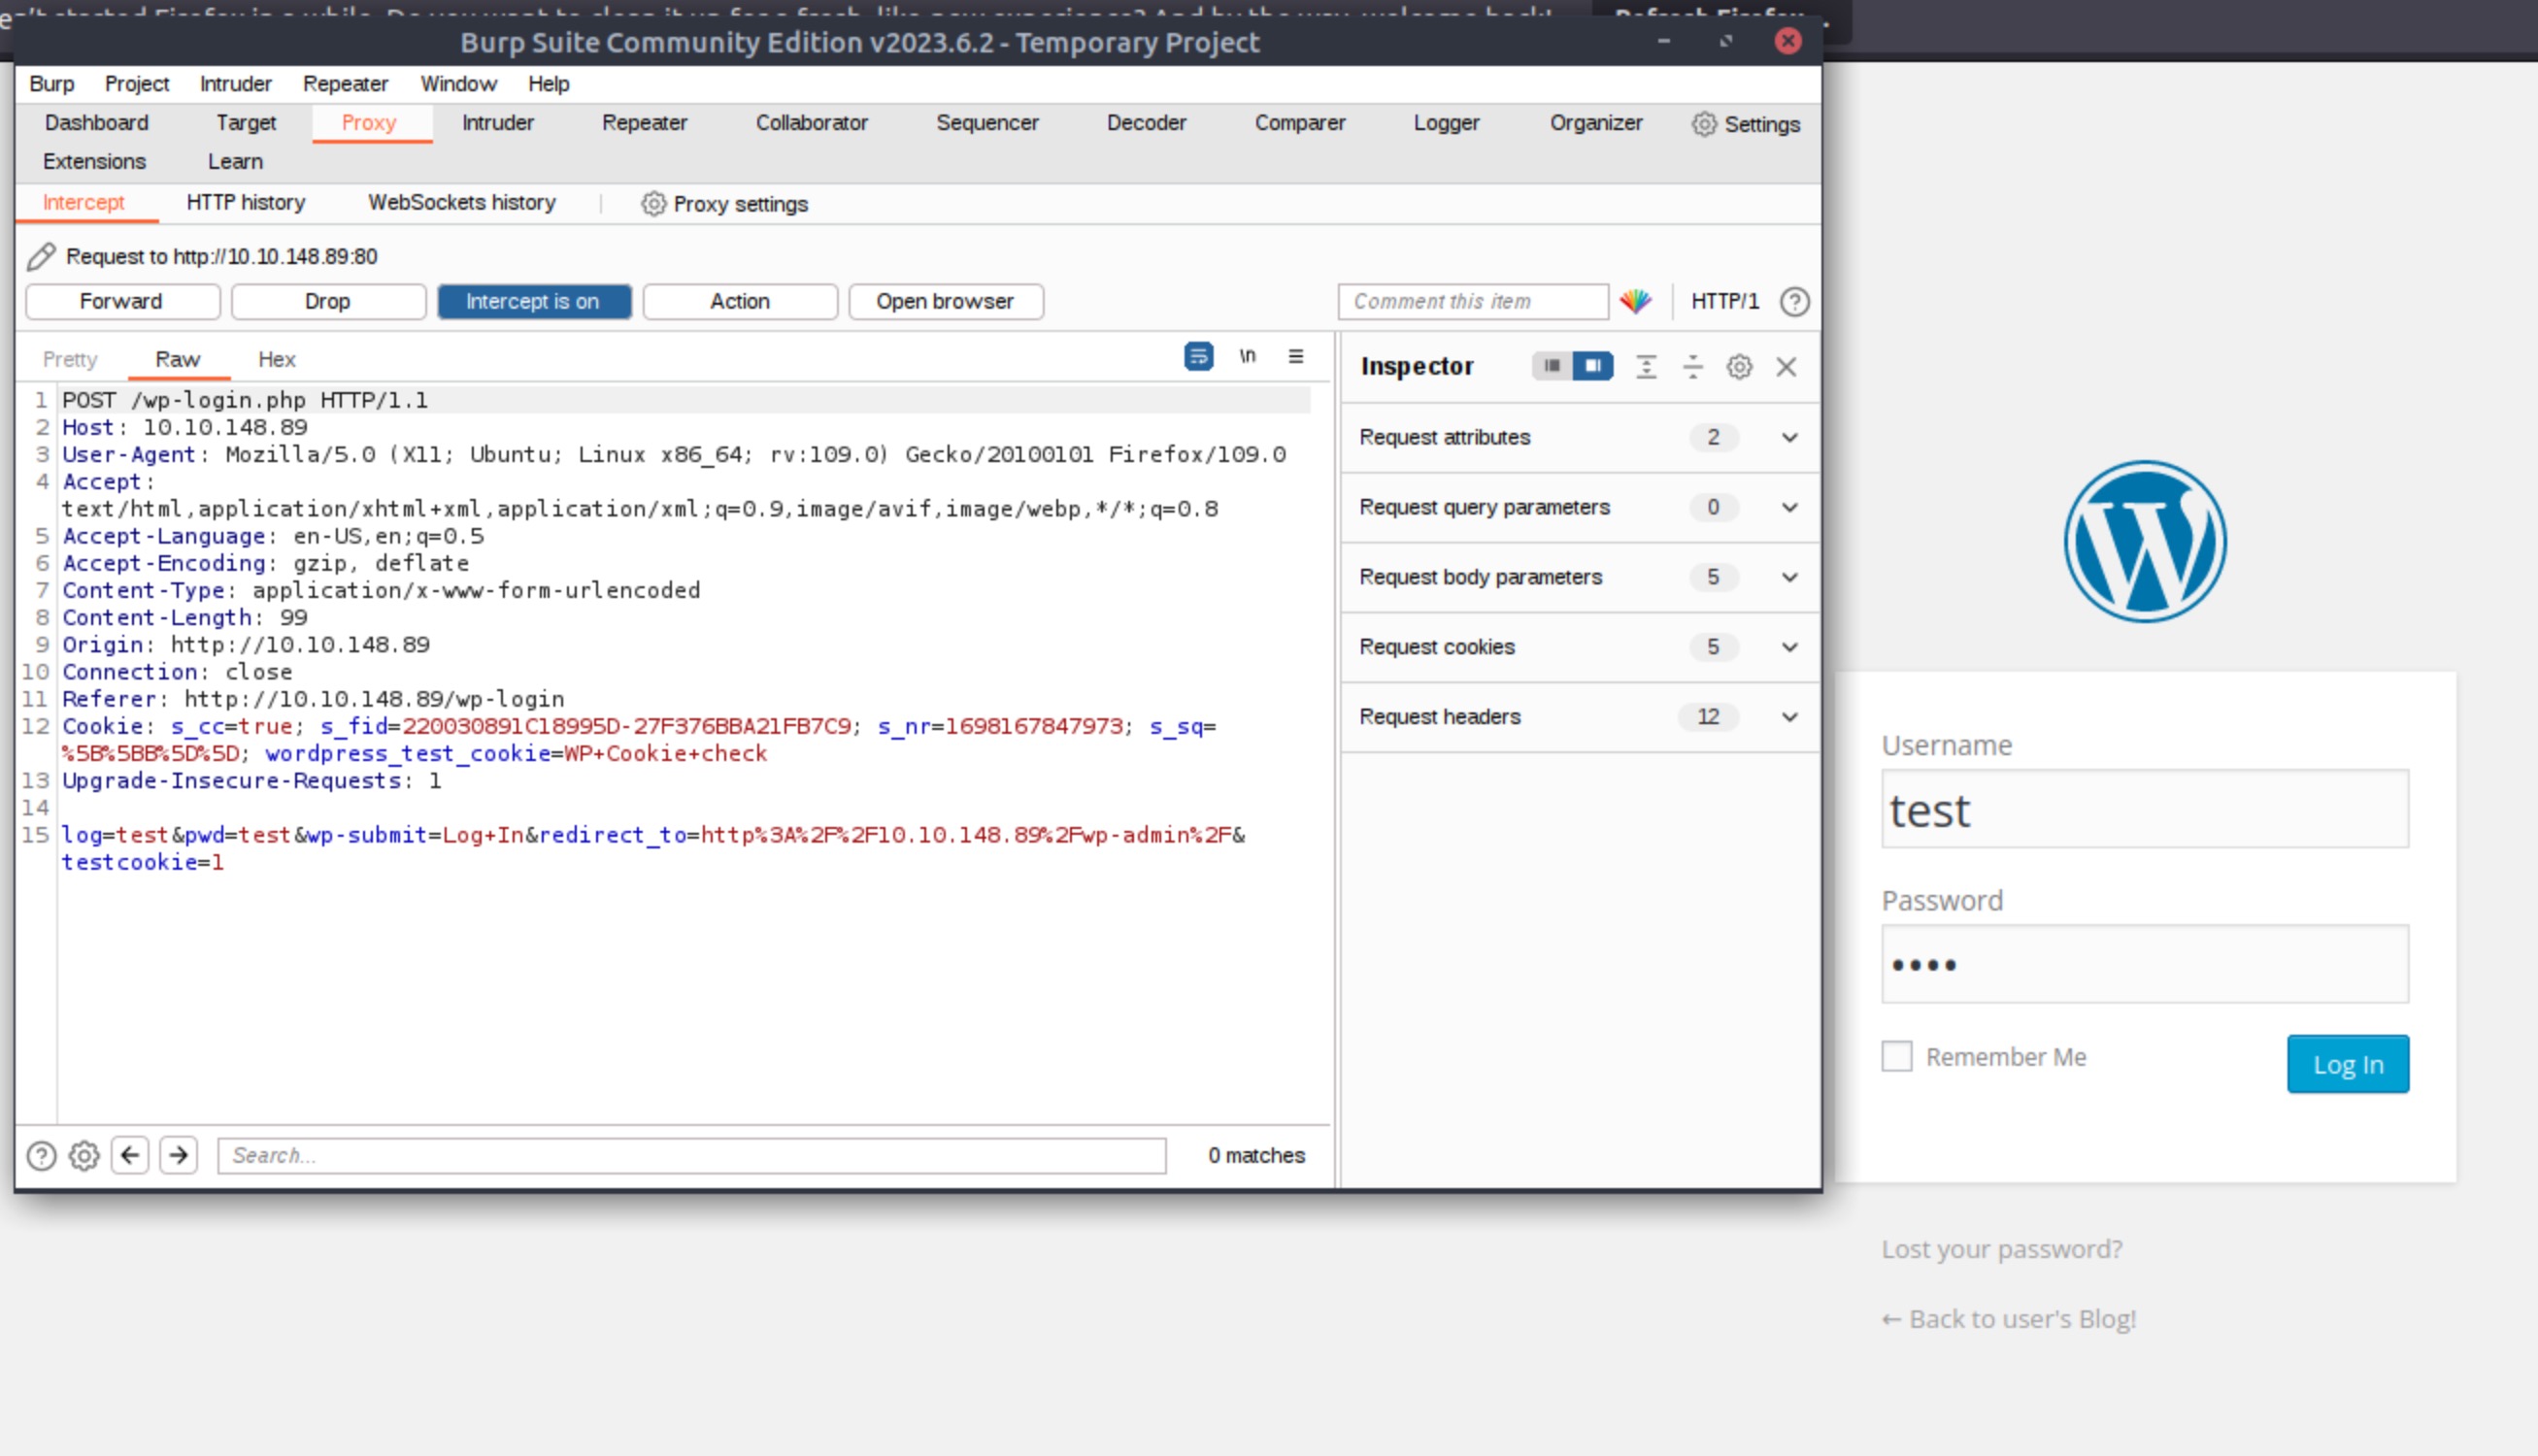 Burp Suite Community Edition v2023.6.2 - Temporary Project
Burp Project Intruder Repeater Window Help
Dashboard Target Proxy Intruder Repeater Collaborator Sequencer Decoder Comparer Logger Organizer Settings
Extensions Learn
Intercept HTTP history WebSockets history Proxy settings
Request to http://10.10.148.89:80
Forward Drop Intercept is on Action Open browser Comment this item HTTP/1 ?
Pretty Raw Hex \n
1 POST /wp-login.php HTTP/1.1
2 Host: 10.10.148.89
3 User-Agent: Mozilla/5.0 (X11; Ubuntu; Linux x86_64; rv:109.0) Gecko/20100101 Firefox/109.0
4 Accept:
text/html,application/xhtml+xml,application/xml;q=0.9,image/avif,image/webp,*/*;q=0.8
5 Accept-Language: en-US,en;q=0.5
6 Accept-Encoding: gzip, deflate
7 Content-Type: application/x-www-form-urlencoded
8 Content-Length: 99
9 Origin: http://10.10.148.89
10 Connection: close
11 Referer: http://10.10.148.89/wp-login
12 Cookie: s_cc=true; s_fid=220030891C18995D-27F376BBA21FB7C9; s_nr=1698167847973; s_sq=
%5B%5BB%5D%5D; wordpress_test_cookie=WP+Cookie+check
13 Upgrade-Insecure-Requests: 1
14
15 log=test&pwd=test&wp-submit=Log+In&redirect_to=http%3A%2F%2F10.10.148.89%2Fwp-admin%2F&
testcookie=1
? Search... 0 matches
Inspector
Request attributes 2
Request query parameters 0
Request body parameters 5
Request cookies 5
Request headers 12
W
Username
test
Password
••••
Remember Me
Log In
Lost your password?
← Back to user's Blog!